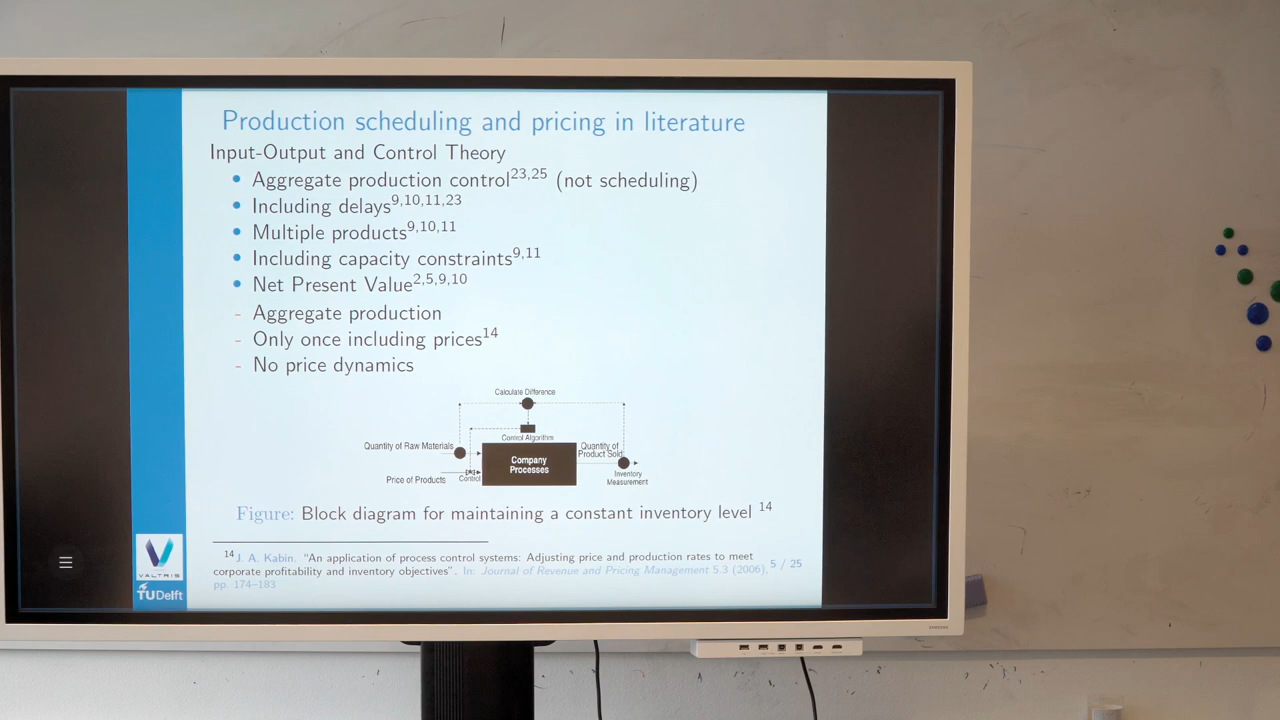 Production scheduling and pricing in literature
Input-Output and Control Theory
• Aggregate production control23,25 (not scheduling)
• Including delays9,10,11,23
• Multiple products9,10,11
• Including capacity constraints9,11
• Net Present Value2,5,9,10
- Aggregate production
- Only once including prices14
- No price dynamics
Calculate Difference
Control Algorithm
Quantity of Raw Materials
Company
Processes
Quantity of
Product Sold
Price of Products
Control
Inventory
Measurement
Figure: Block diagram for maintaining a constant inventory level 14
14 J. A. Kabin. "An application of process control systems: Adjusting price and production rates to meet
corporate profitability and inventory objectives". In: Journal of Revenue and Pricing Management 5.3 (2006),
pp. 174–183
5 / 25
VALTRIS
TUDelft
SAMSUNG